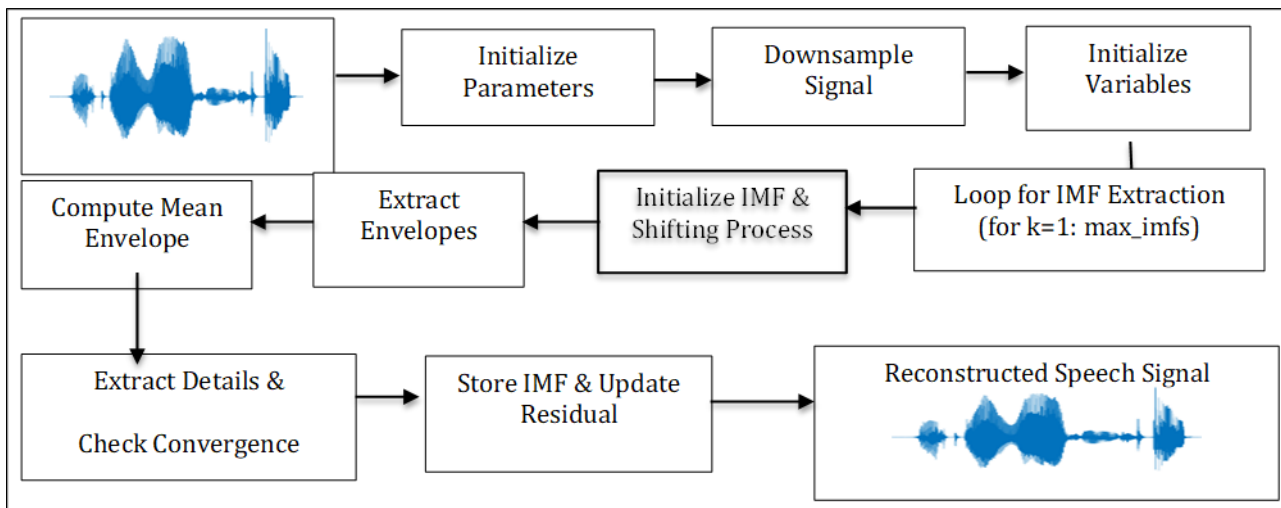 Initialize
Parameters
Downsample
Signal
Initialize
Variables
Loop for IMF Extraction
(for k=1: max_imfs)
Initialize IMF &
Shifting Process
Extract
Envelopes
Compute Mean
Envelope
Extract Details &
Check Convergence
Store IMF & Update
Residual
Reconstructed Speech Signal